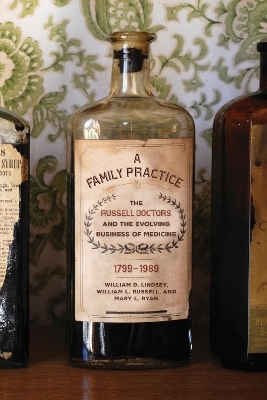 A
FAMILY PRACTICE
THE
RUSSELL DOCTORS
AND THE EVOLVING
BUSINESS OF MEDICINE
1799–1989
WILLIAM D. LINDSEY,
WILLIAM L. RUSSELL, AND
MARY L. RYAN
SYRUP